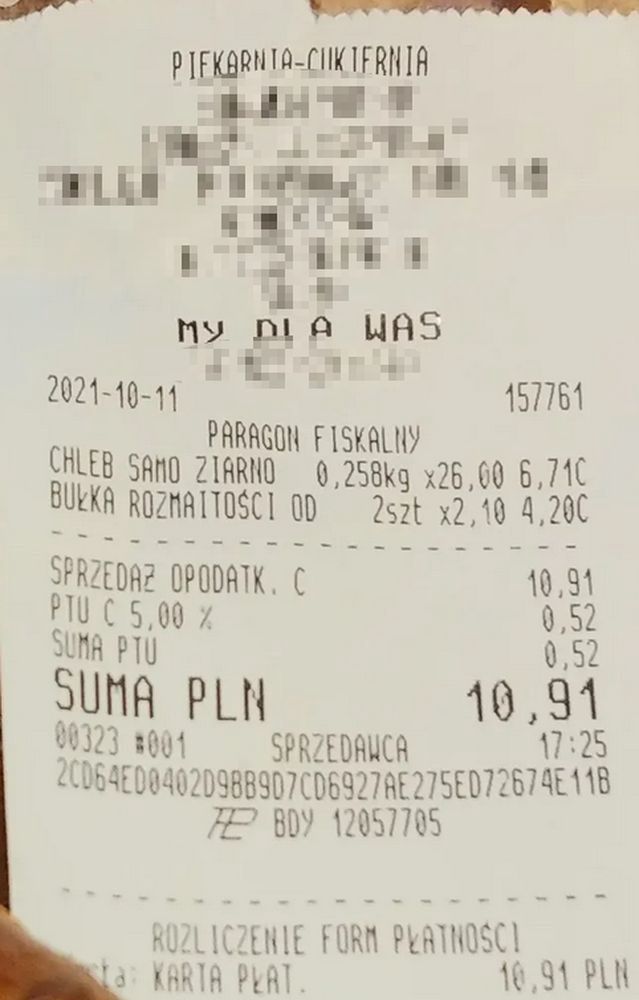 PIEKARNIA-CUKIERNIA
MY DLA WAS
2021-10-11 157761
PARAGON FISKALNY
CHLEB SAMO ZIARNO 0,258kg x26,00 6,71C
BUŁKA ROZMAITOŚCI OD 2szt x2,10 4,20C
SPRZEDAŻ OPODATK. C 10,91
PTU C 5,00 % 0,52
SUMA PTU 0,52
SUMA PLN 10,91
00323 #001 SPRZEDAWCA 17:25
2CD64ED0402D9BB9D7CD6927AE275ED72674E11B
BDY 12057705
ROZLICZENIE FORM PŁATNOŚCI
KARTA PŁAT. 10,91 PLN